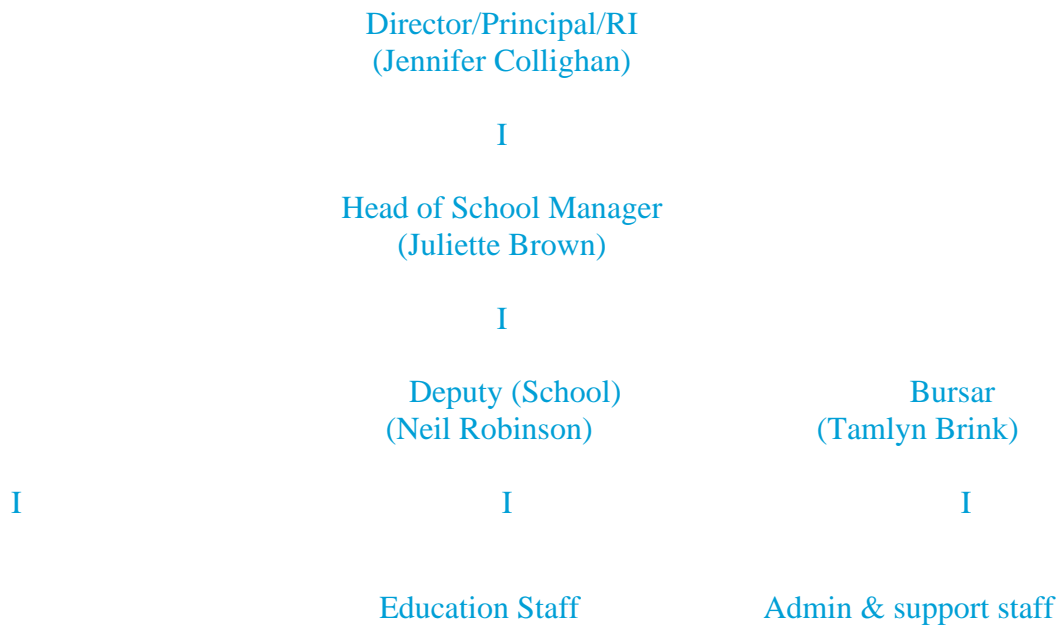 Director/Principal/RI
(Jennifer Collighan)
I
Head of School Manager
(Juliette Brown)
I
Deputy (School) Bursar
(Neil Robinson) (Tamlyn Brink)
I I I
Education Staff Admin & support staff